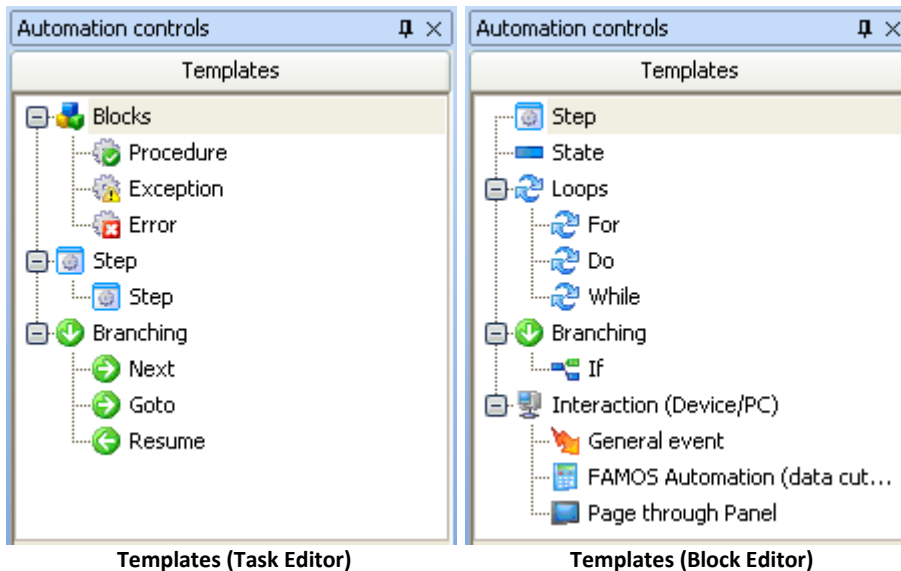 Automation controls
Templates
Blocks
Procedure
Exception
Error
Step
Step
Branching
Next
Goto
Resume
Templates (Task Editor)
Automation controls
Templates
Step
State
Loops
For
Do
While
Branching
If
Interaction (Device/PC)
General event
FAMOS Automation (data cut...
Page through Panel
Templates (Block Editor)